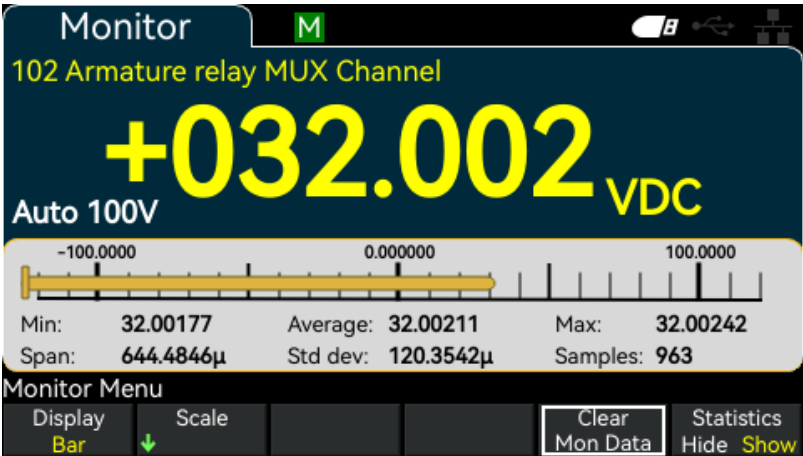 Monitor M 8
102 Armature relay MUX Channel
+032.002 VDC
Auto 100V
-100.0000 0.000000 100.0000
Min: 32.00177 Average: 32.00211 Max: 32.00242
Span: 644.4846µ Std dev: 120.3542µ Samples: 963
Monitor Menu
Display Scale Clear Statistics
Bar Mon Data Hide Show